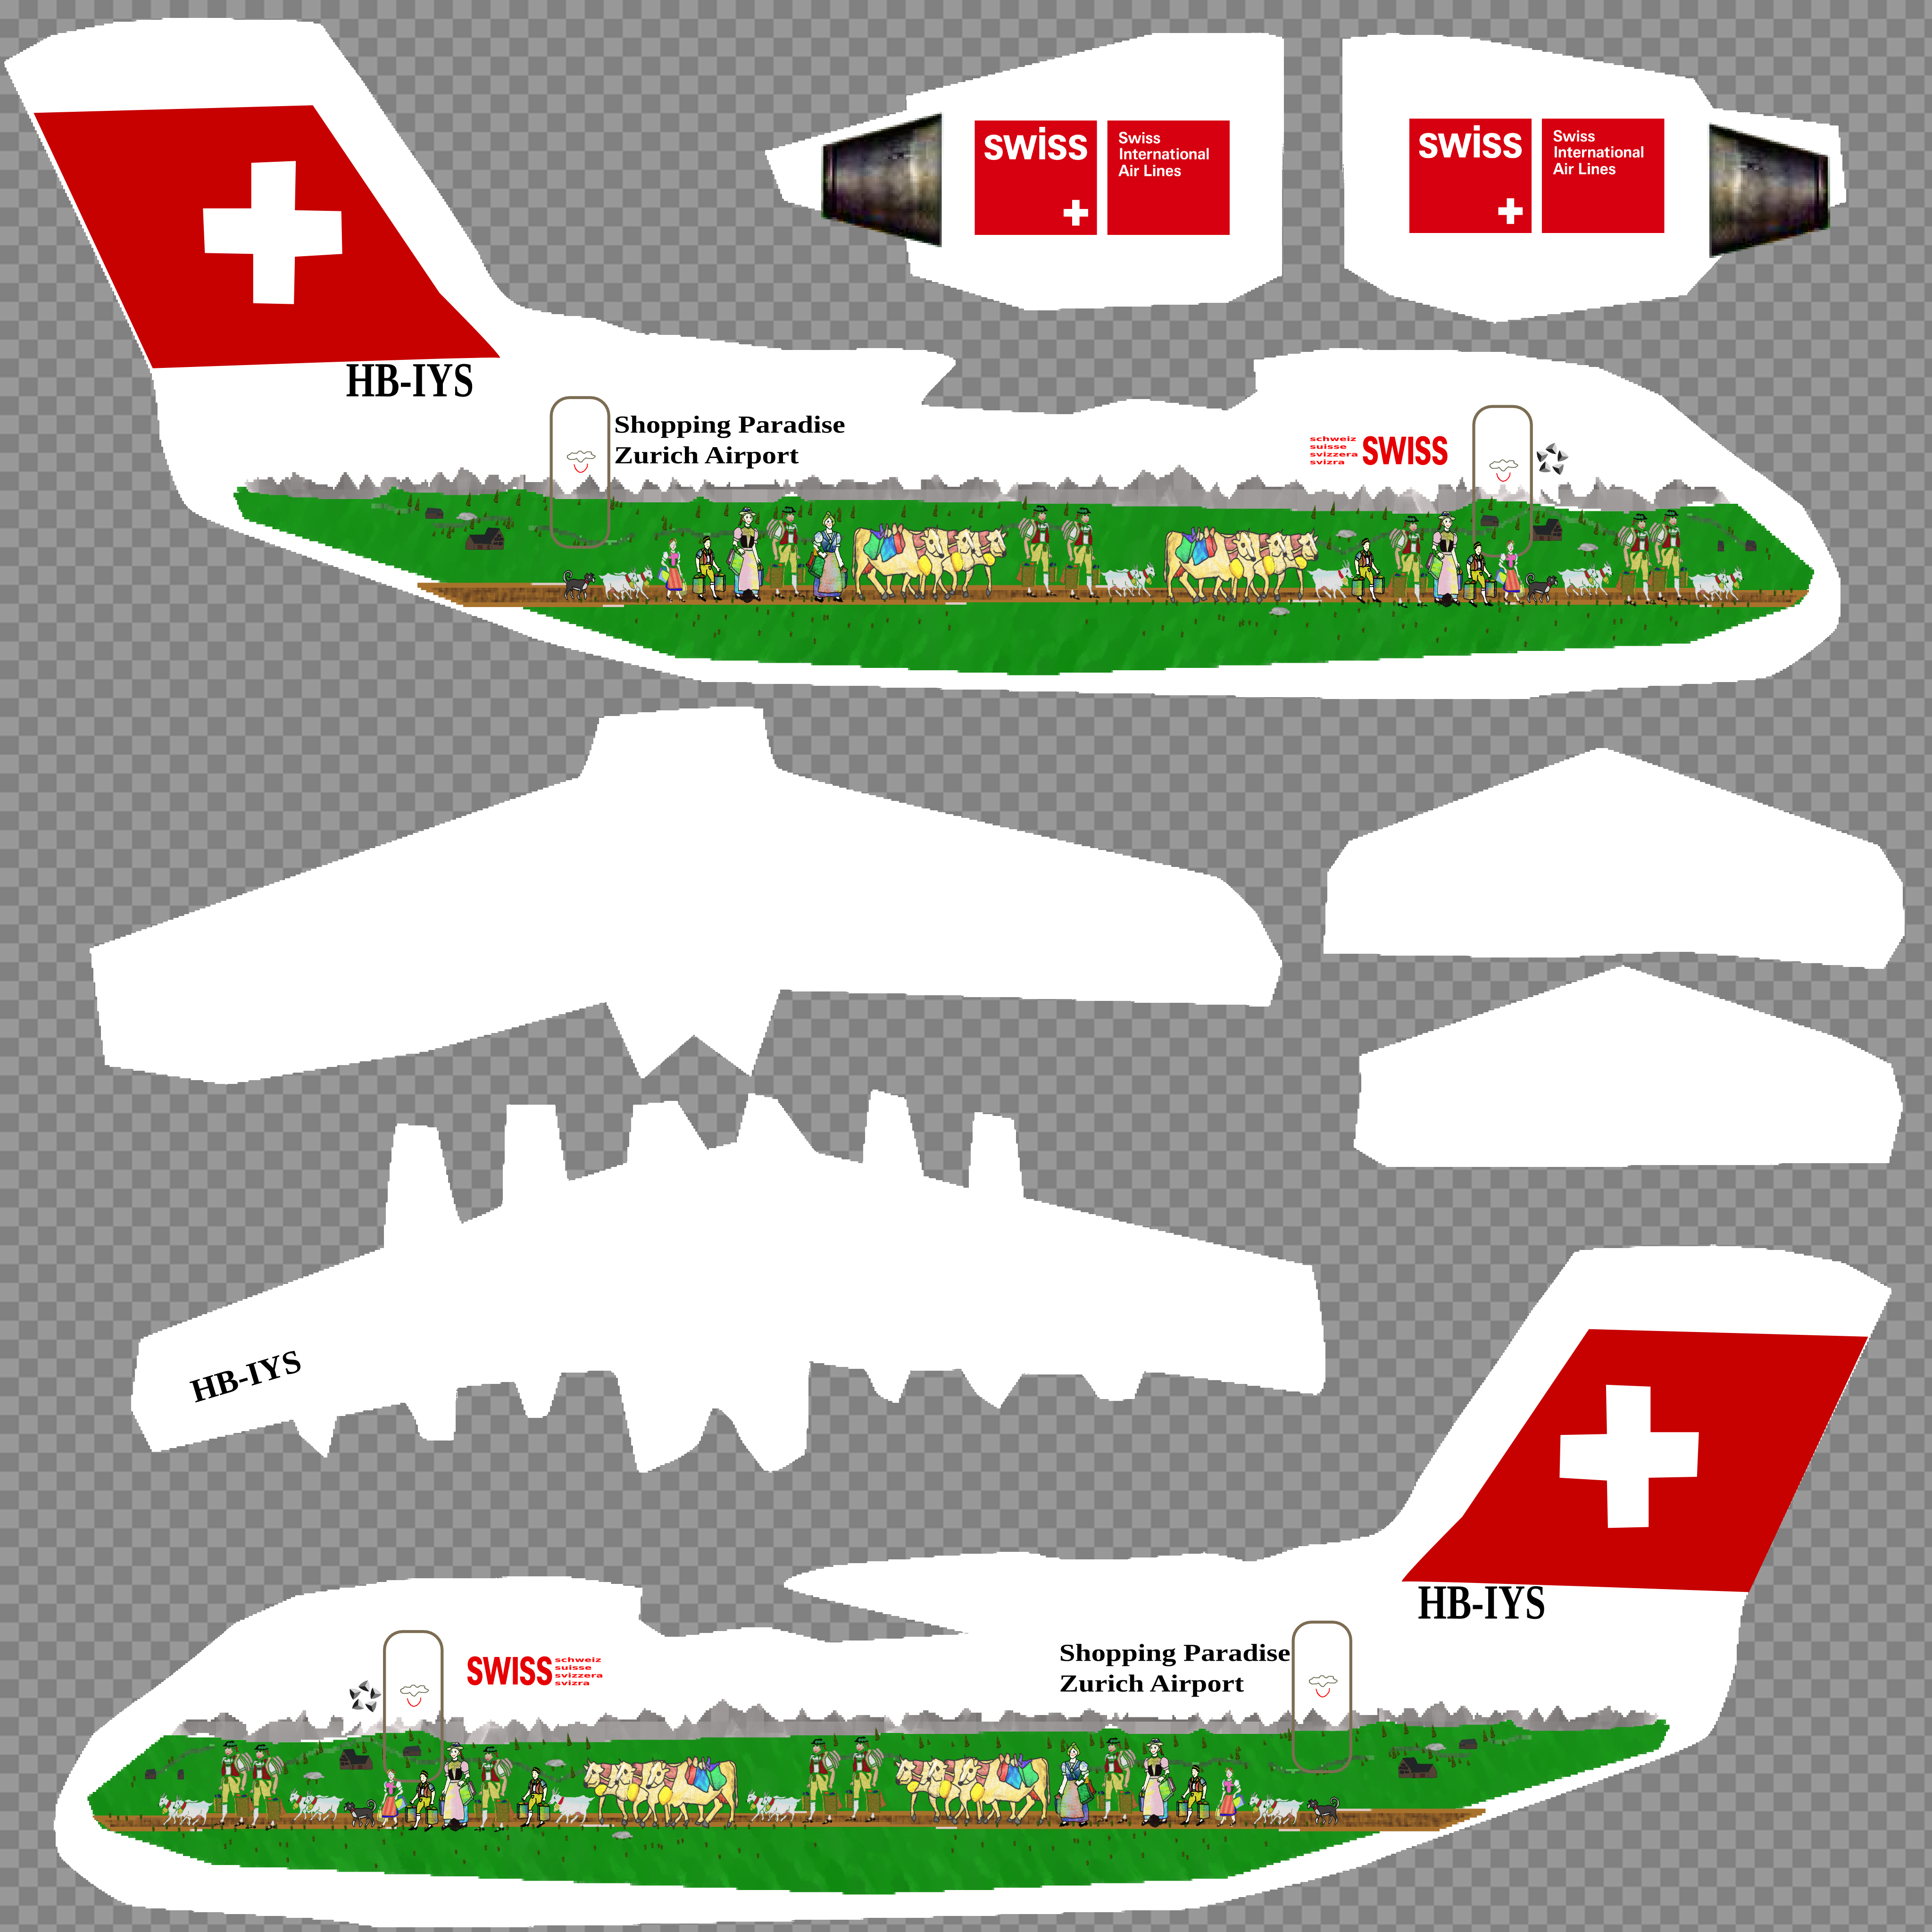 swiss
Swiss
International
Air Lines
swiss
Swiss
International
Air Lines
HB-IYS
Shopping Paradise
Zurich Airport
schweiz
suisse
svizzera
svizra
SWISS
HB-IYS
HB-IYS
SWISS
schweiz
suisse
svizzera
svizra
Shopping Paradise
Zurich Airport